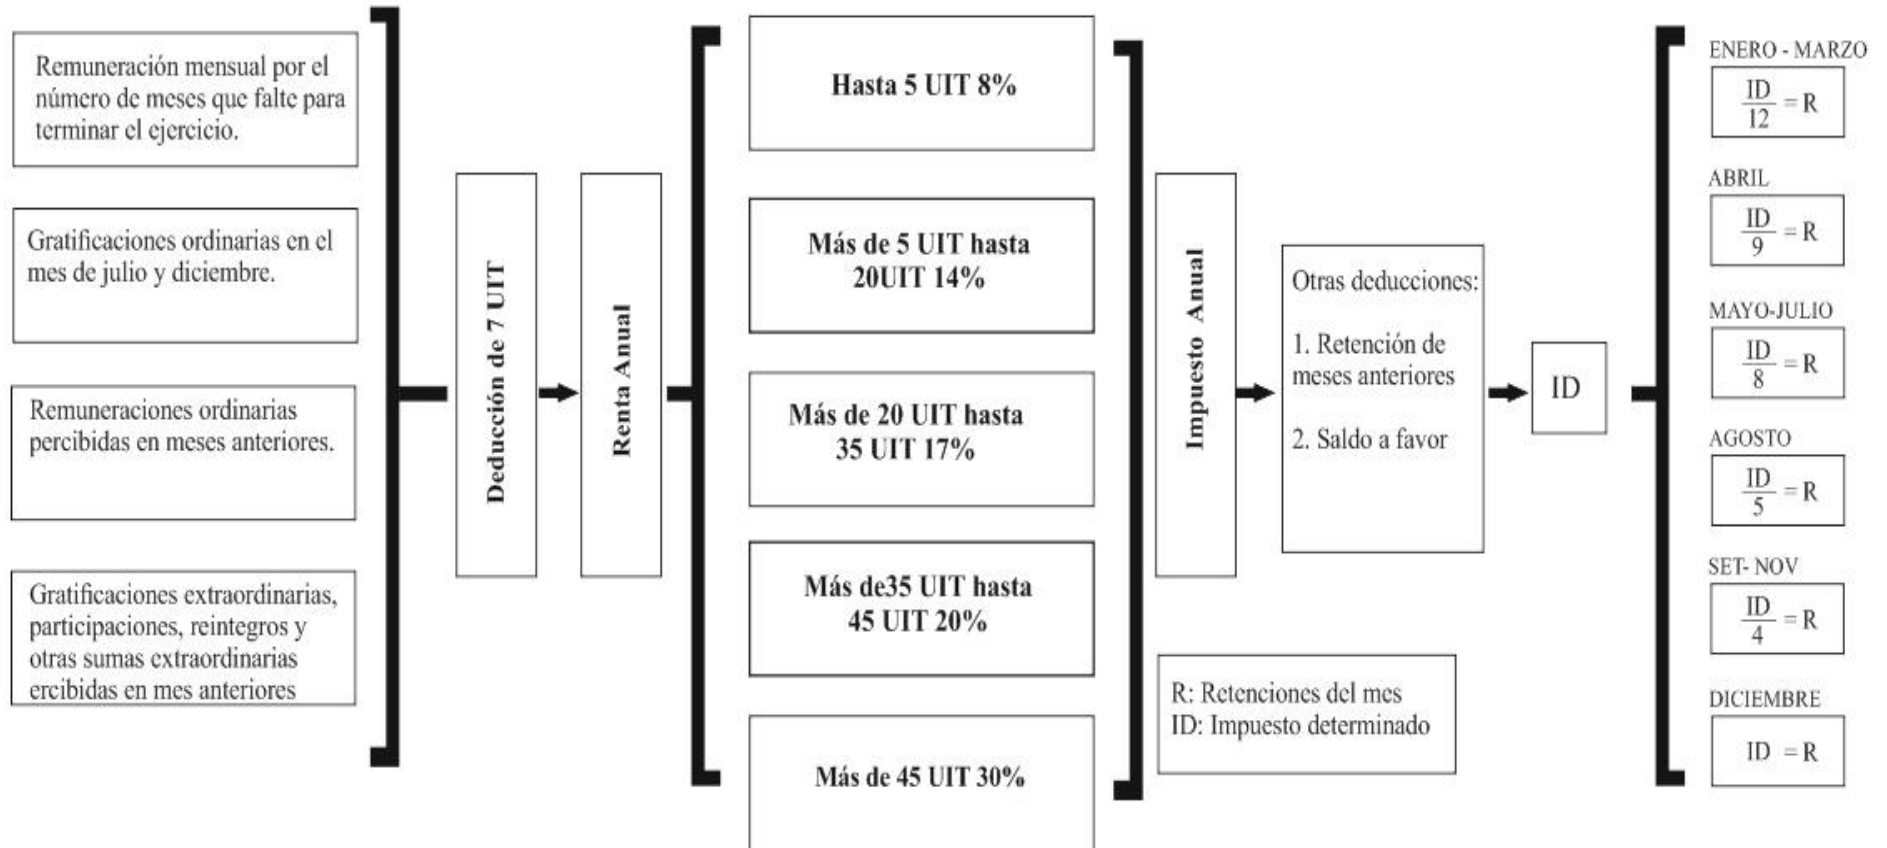 Remuneración mensual por el
número de meses que falte para
terminar el ejercicio.
Gratificaciones ordinarias en el
mes de julio y diciembre.
Remuneraciones ordinarias
percibidas en meses anteriores.
Gratificaciones extraordinarias,
participaciones, reintegros y
otras sumas extraordinarias
ercibidas en mes anteriores
Deducción de 7 UIT
Renta Anual
Hasta 5 UIT 8%
Más de 5 UIT hasta
20UIT 14%
Más de 20 UIT hasta
35 UIT 17%
Más de35 UIT hasta
45 UIT 20%
Más de 45 UIT 30%
Impuesto Anual
Otras deducciones:
1. Retención de
meses anteriores
2. Saldo a favor
R: Retenciones del mes
ID: Impuesto determinado
ID
ENERO - MARZO
ID
12
= R
ABRIL
ID
9
= R
MAYO-JULIO
ID
8
= R
AGOSTO
ID
5
= R
SET- NOV
ID
4
= R
DICIEMBRE
ID = R